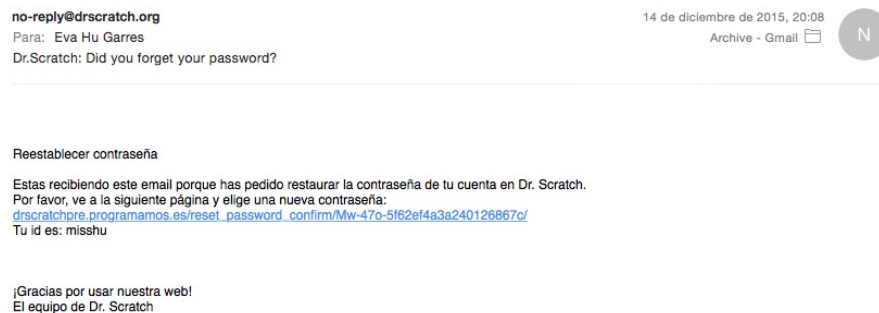 no-reply@drscratch.org
14 de diciembre de 2015, 20:08
Para: Eva Hu Garres
Archive - Gmail
N
Dr.Scratch: Did you forget your password?
Reestablecer contraseña
Estas recibiendo este email porque has pedido restaurar la contraseña de tu cuenta en Dr. Scratch.
Por favor, ve a la siguiente página y elige una nueva contraseña:
drscratchpre.programamos.es/reset_password_confirm/Mw-47o-5f62ef4a3a240126867c/
Tu id es: misshu
¡Gracias por usar nuestra web!
El equipo de Dr. Scratch